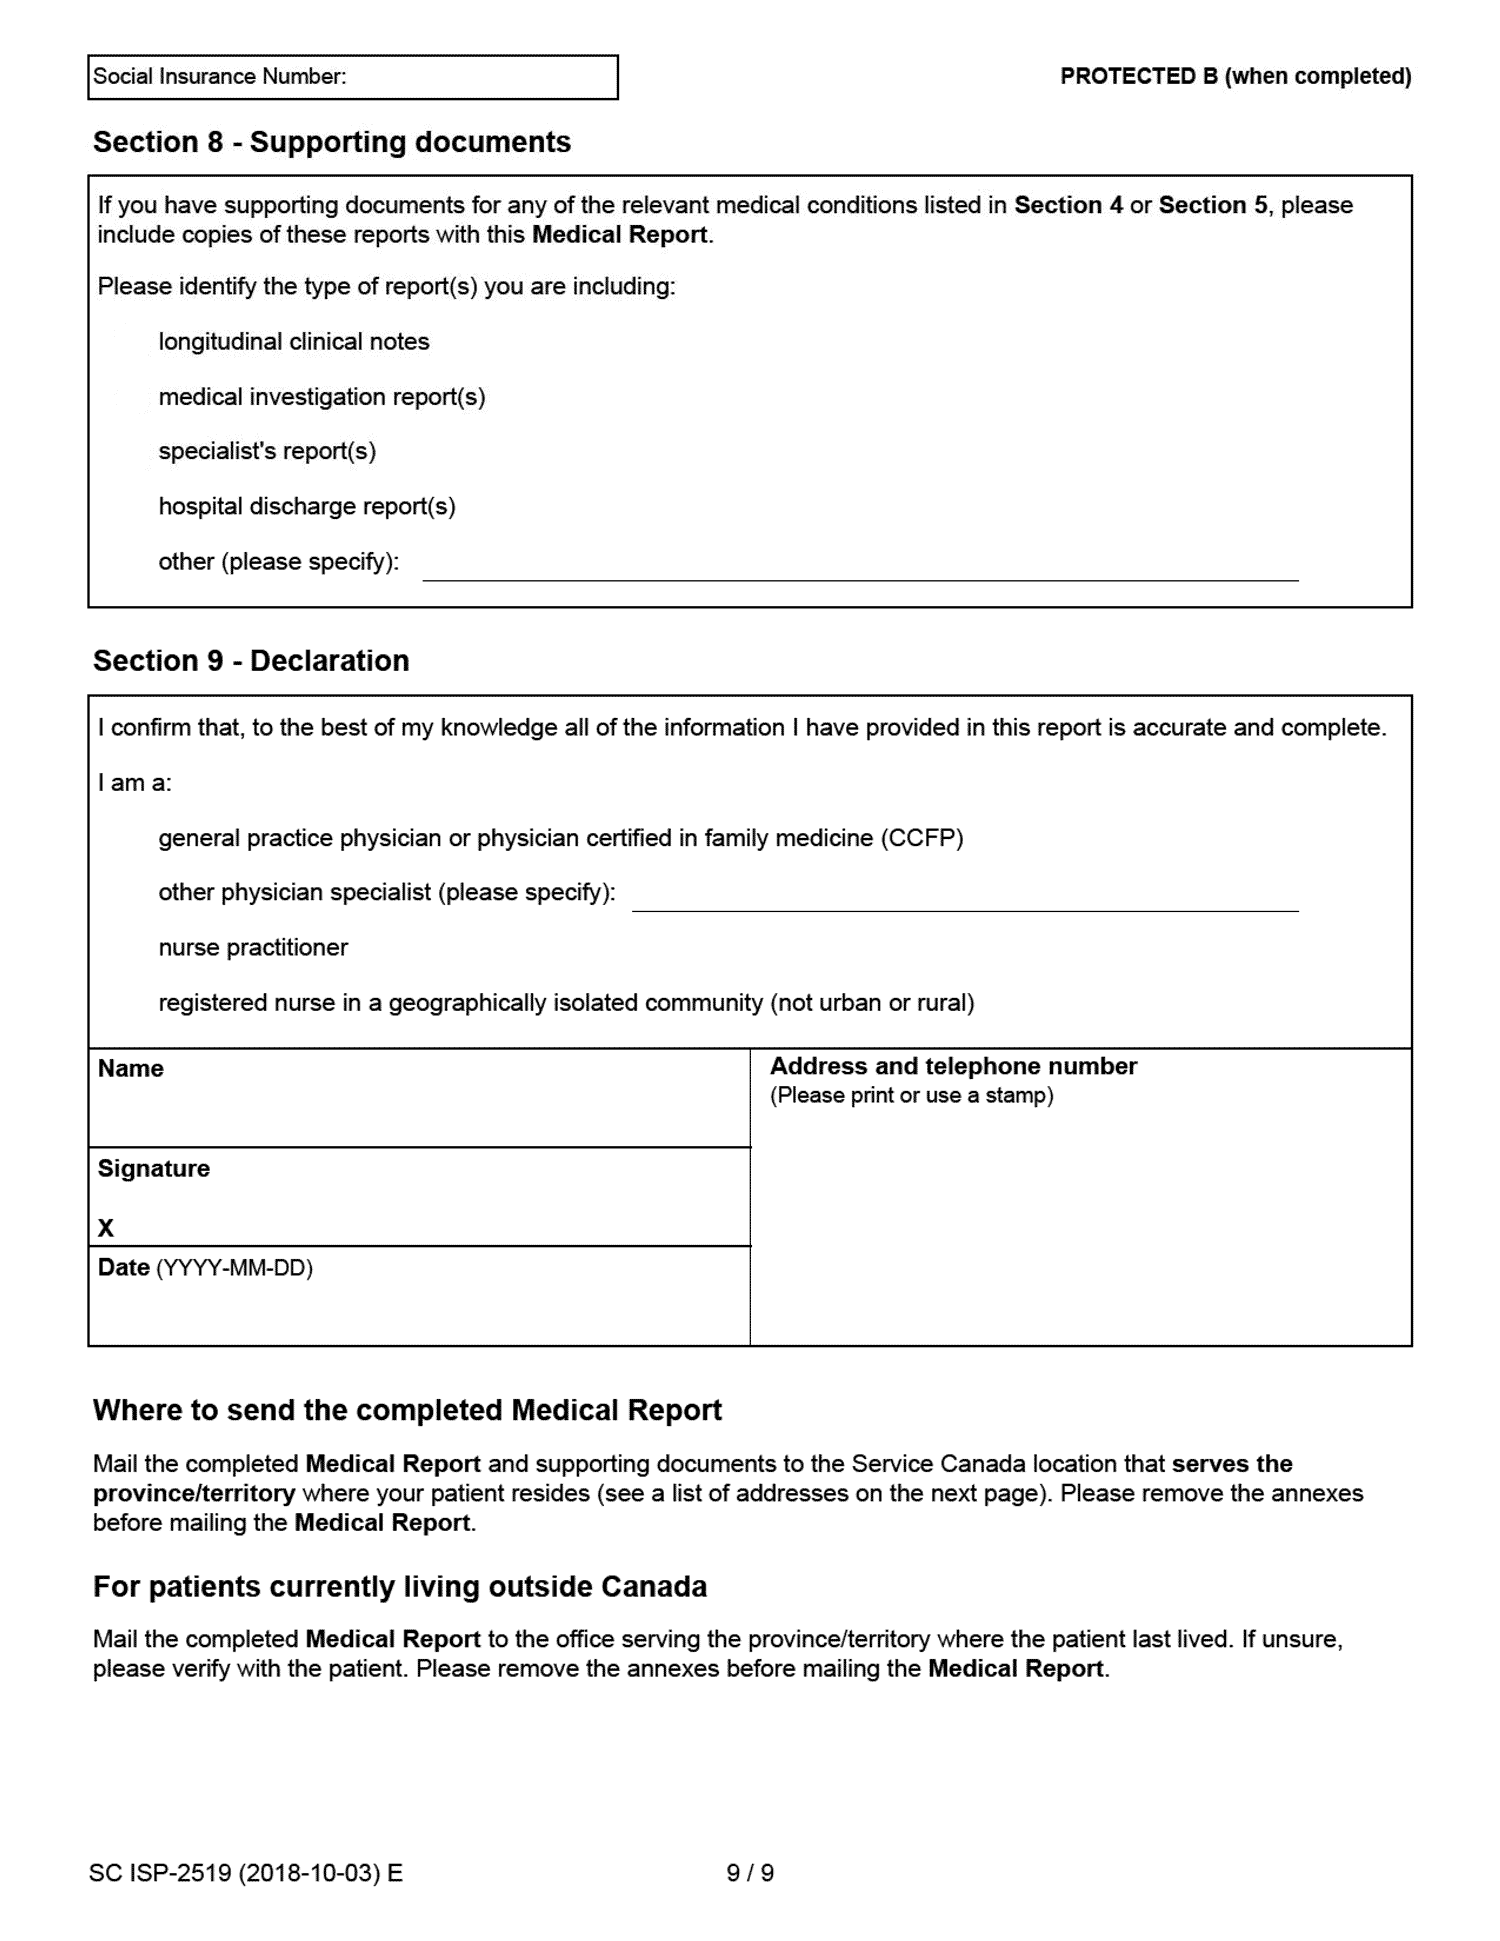 Social Insurance Number:
PROTECTED B (when completed)
Section 8 - Supporting documents
If you have supporting documents for any of the relevant medical conditions listed in Section 4 or Section 5, please
include copies of these reports with this Medical Report.
Please identify the type of report(s) you are including:
longitudinal clinical notes
medical investigation report(s)
specialist's report(s)
hospital discharge report(s)
other (please specify):
Section 9 - Declaration
I confirm that, to the best of my knowledge all of the information I have provided in this report is accurate and complete.
I am a:
general practice physician or physician certified in family medicine (CCFP)
other physician specialist (please specify):
nurse practitioner
registered nurse in a geographically isolated community (not urban or rural)
Name
Address and telephone number
(Please print or use a stamp)
Signature
X
Date (YYYY-MM-DD)
Where to send the completed Medical Report
Mail the completed Medical Report and supporting documents to the Service Canada location that serves the
province/territory where your patient resides (see a list of addresses on the next page). Please remove the annexes
before mailing the Medical Report.
For patients currently living outside Canada
Mail the completed Medical Report to the office serving the province/territory where the patient last lived. If unsure,
please verify with the patient. Please remove the annexes before mailing the Medical Report.
SC ISP-2519 (2018-10-03) E
9 / 9